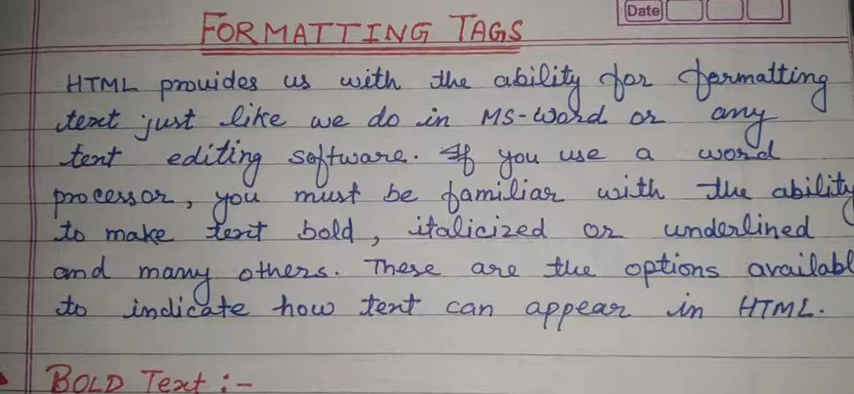 Date
FORMATTING TAGS
HTML provides us with the ability for formatting
text just like we do in MS-Word or any
text editing software. If you use a word
processor, you must be familiar with the ability
to make text bold, italicized or underlined
and many others. These are the options availabl
to indicate how text can appear in HTML.
BOLD Text :-